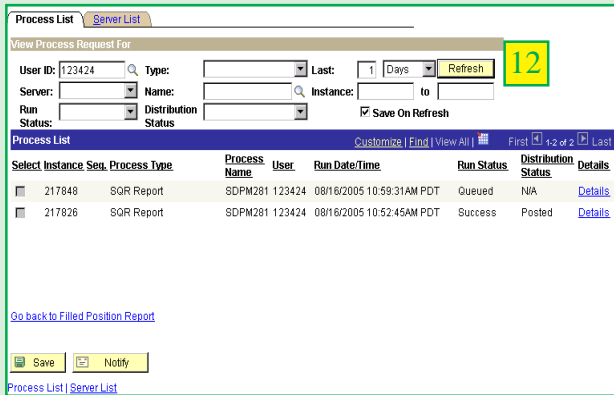 Process List Server List
View Process Request For
12
User ID: 123424 Type: Last: 1 Days Refresh
Server: Name: Instance: to
Run Status: Distribution Status Save On Refresh
Process List Customize | Find | View All | First 1-2 of 2 Last
Select Instance Seq. Process Type Process Name User Run Date/Time Run Status Distribution Status Details
217848 SQR Report SDPM281 123424 08/16/2005 10:59:31AM PDT Queued N/A Details
217826 SQR Report SDPM281 123424 08/16/2005 10:52:45AM PDT Success Posted Details
Go back to Filled Position Report
Save Notify
Process List | Server List